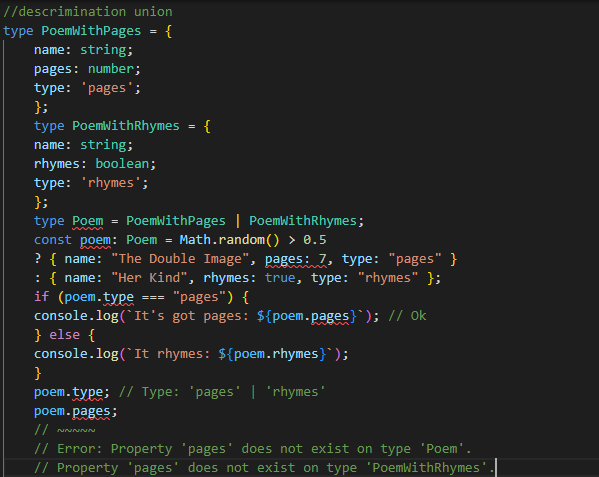 //descrimination union
type PoemWithPages = {
name: string;
pages: number;
type: 'pages';
};
type PoemWithRhymes = {
name: string;
rhymes: boolean;
type: 'rhymes';
};
type Poem = PoemWithPages | PoemWithRhymes;
const poem: Poem = Math.random() > 0.5
? { name: "The Double Image", pages: 7, type: "pages" }
: { name: "Her Kind", rhymes: true, type: "rhymes" };
if (poem.type === "pages") {
console.log(`It's got pages: ${poem.pages}`); // Ok
} else {
console.log(`It rhymes: ${poem.rhymes}`);
}
poem.type; // Type: 'pages' | 'rhymes'
poem.pages;
// ~~~~~
// Error: Property 'pages' does not exist on type 'Poem'.
// Property 'pages' does not exist on type 'PoemWithRhymes'.